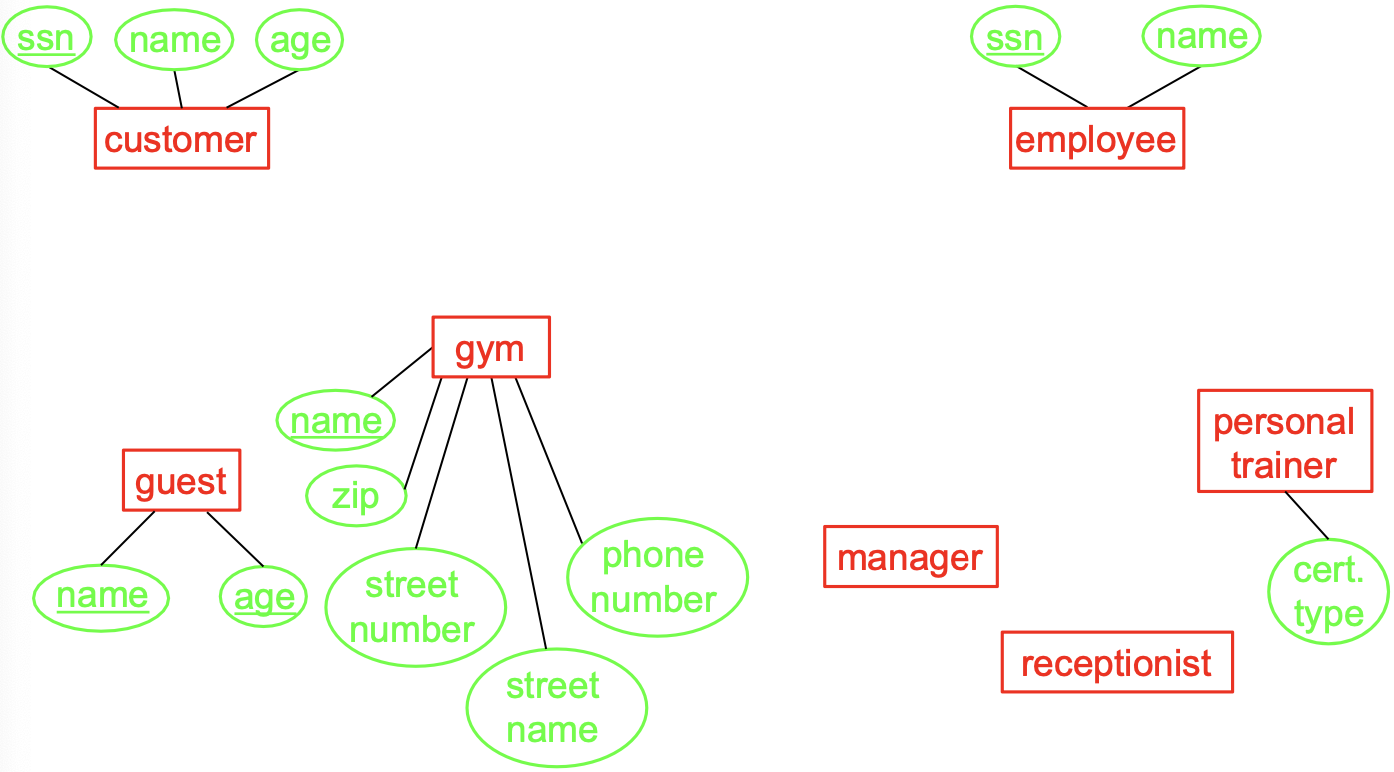 ssn
name
age
customer
ssn
name
employee
gym
name
zip
street
number
street
name
phone
number
guest
name
age
personal
trainer
cert.
type
manager
receptionist